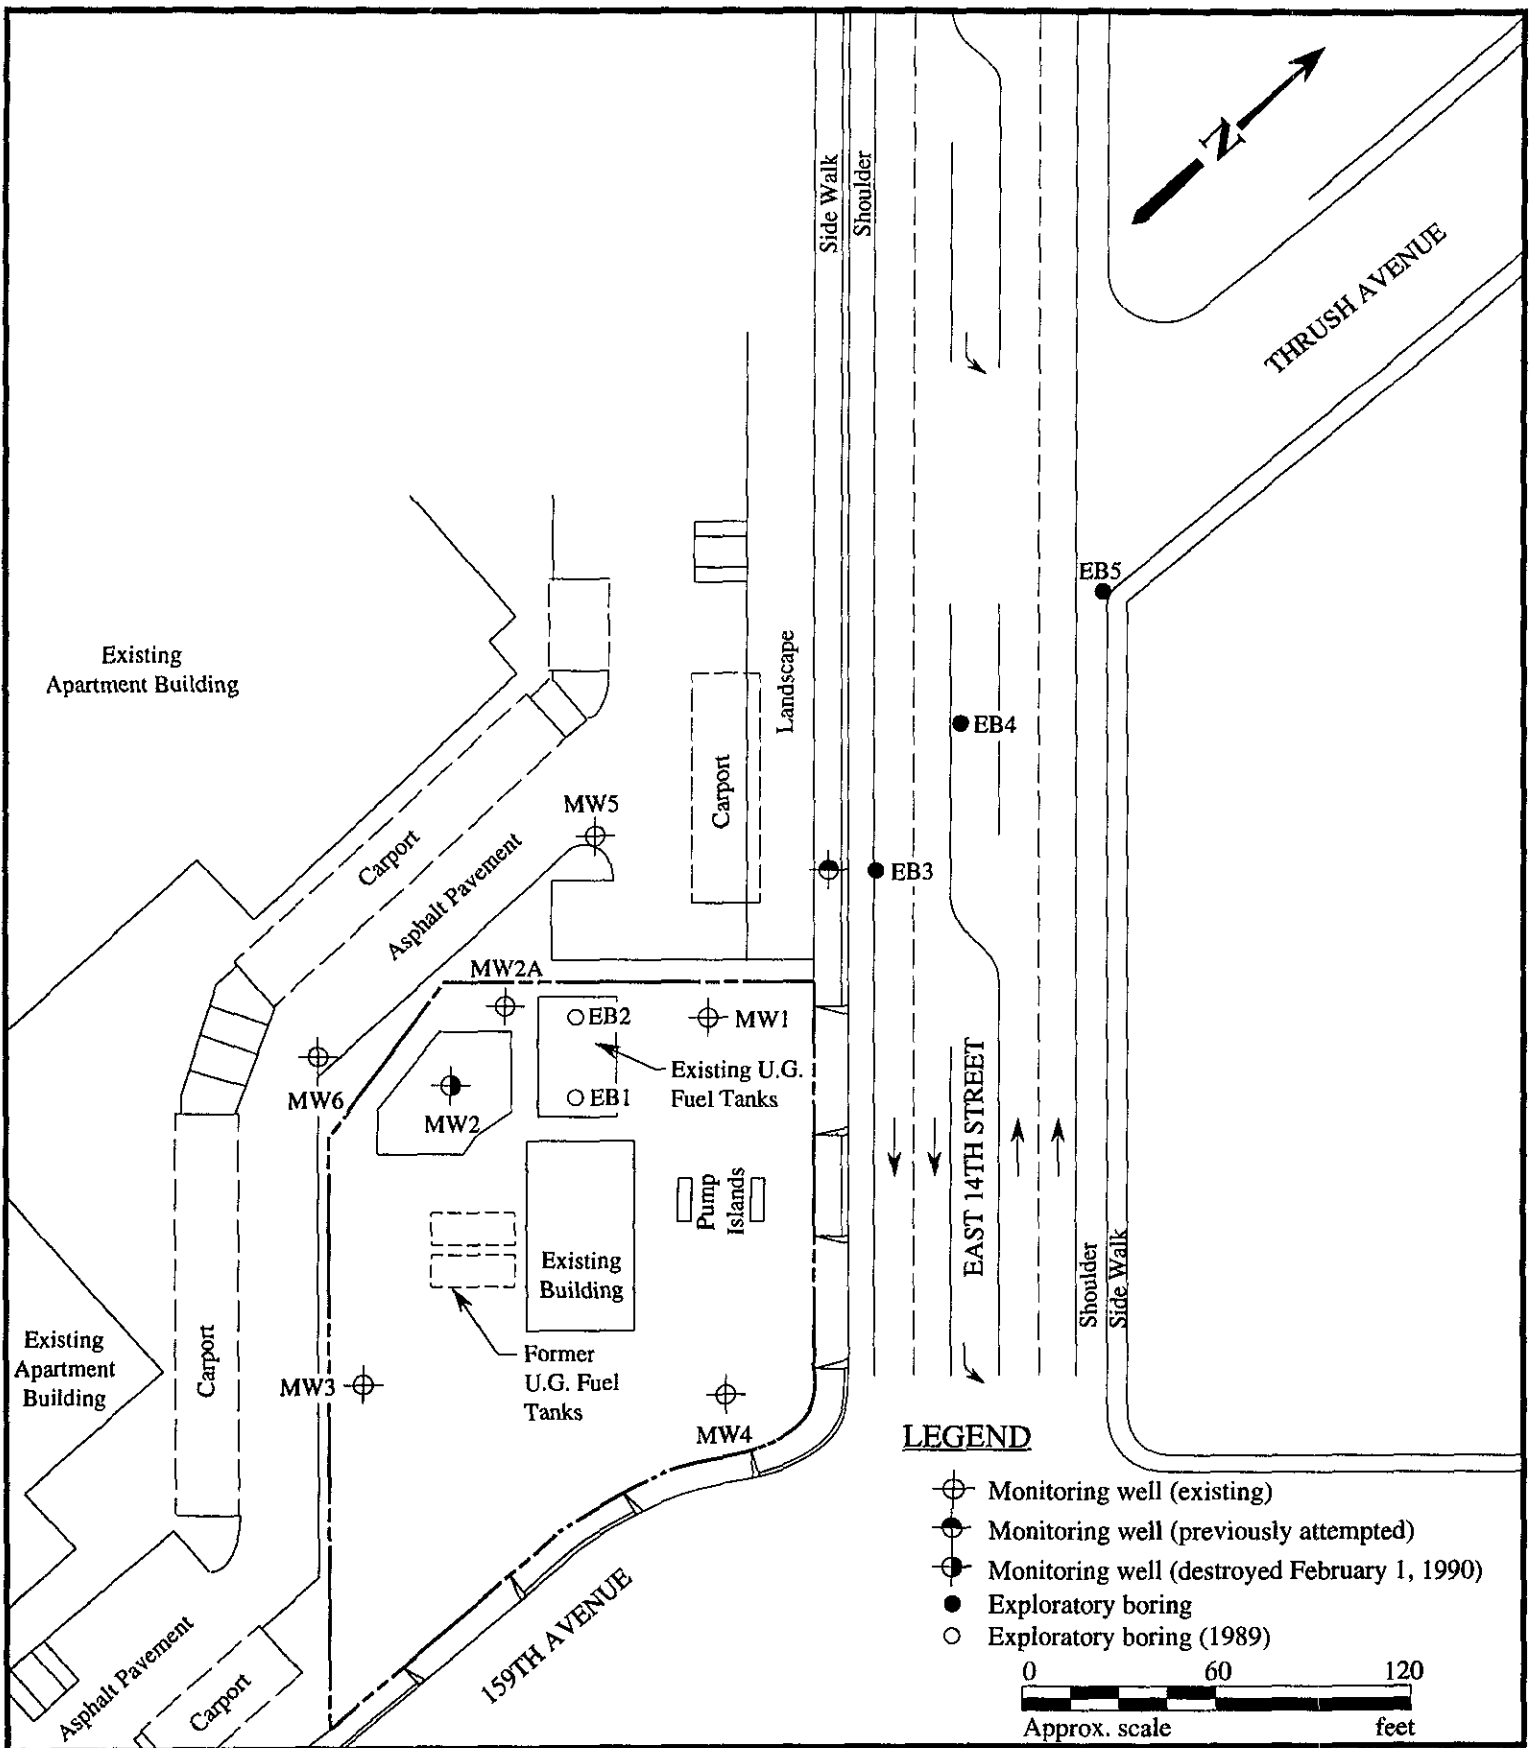 N
Side Walk
Shoulder
THRUSH AVENUE
EB5
Existing
Apartment Building
Landscape
EB4
Carport
MW5
Carport
Asphalt Pavement
EB3
MW2A
EB2
MW1
Existing U.G.
Fuel Tanks
EB1
MW6
MW2
EAST 14TH STREET
Pump
Islands
Existing
Building
Shoulder
Side Walk
Existing
Apartment
Building
Carport
Former
U.G. Fuel
Tanks
MW3
MW4
159TH AVENUE
Asphalt Pavement
Carport
LEGEND
Monitoring well (existing)
Monitoring well (previously attempted)
Monitoring well (destroyed February 1, 1990)
Exploratory boring
Exploratory boring (1989)
0 60 120
Approx. scale feet